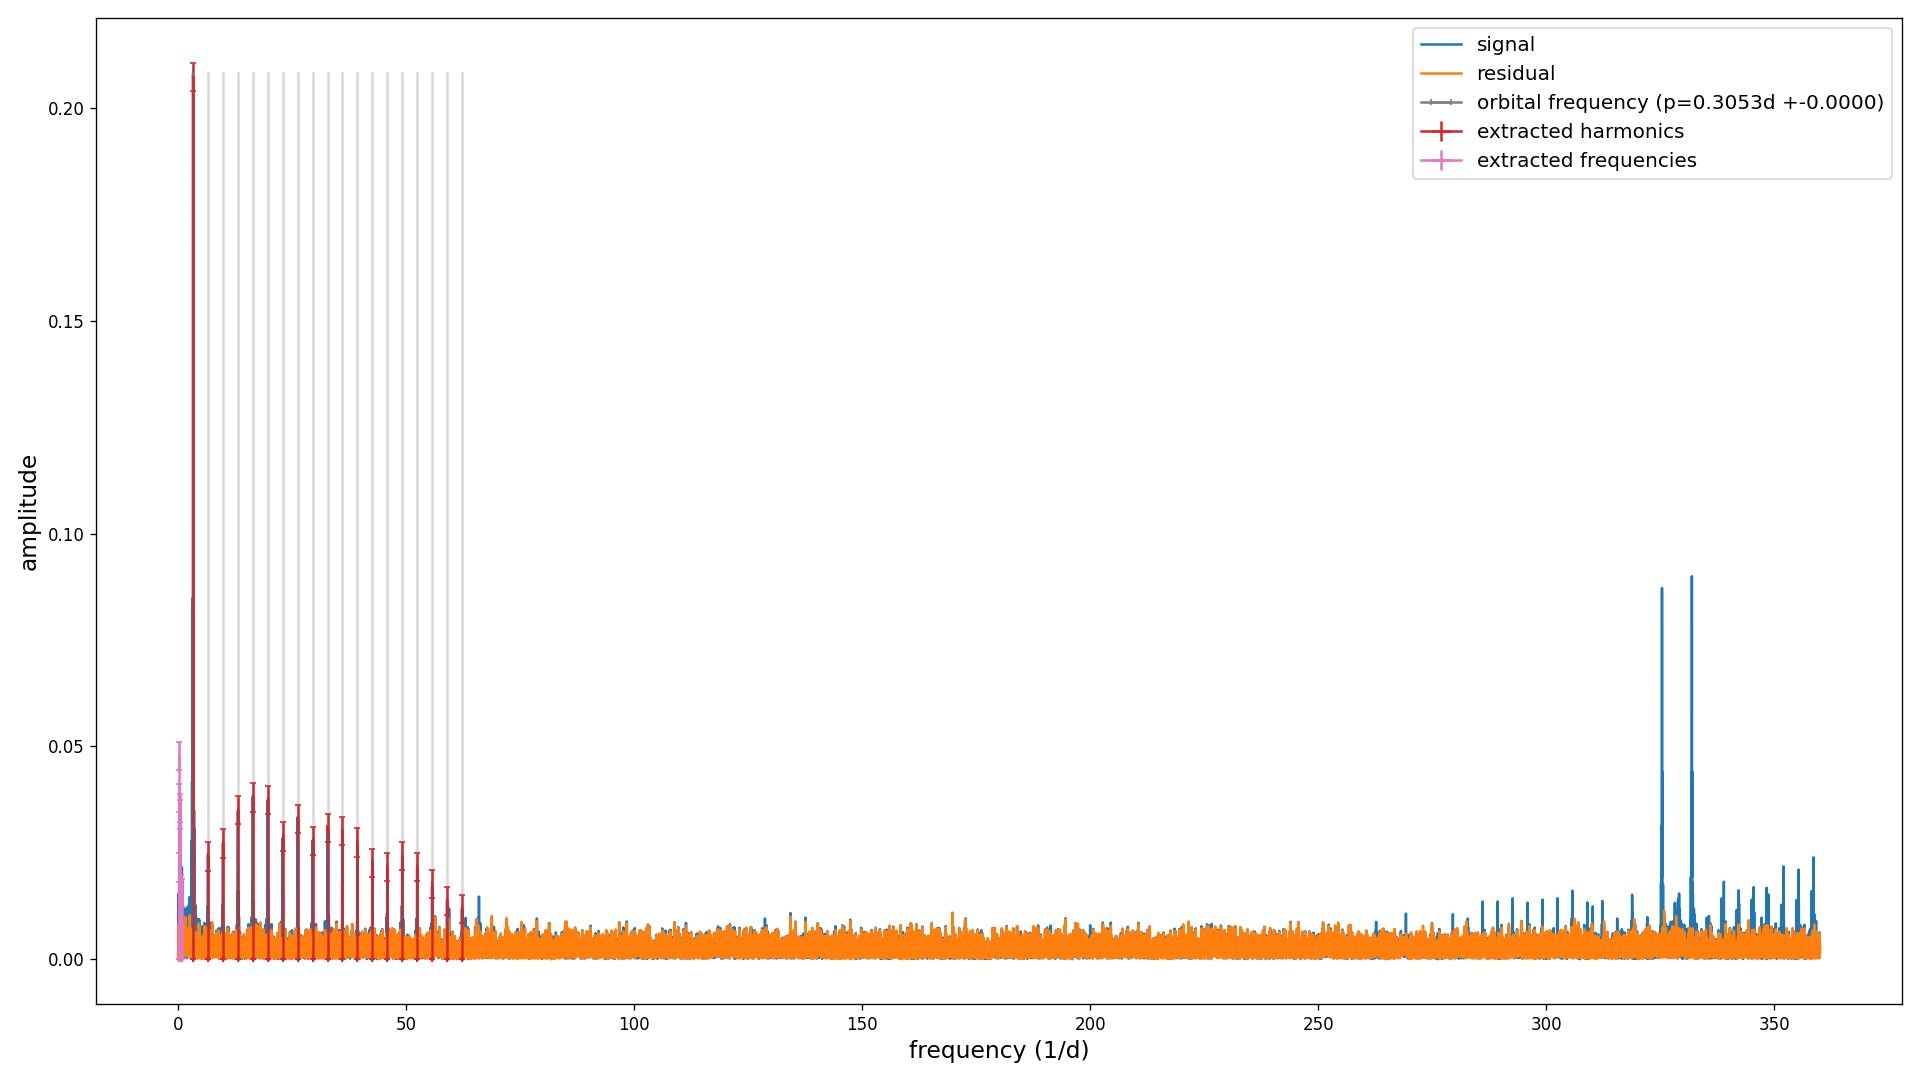 signal
residual
orbital frequency (p=0.3053d +-0.0000)
extracted harmonics
extracted frequencies
0.20
0.15
0.10
0.05
0.00
amplitude
0 50 100 150 200 250 300 350
frequency (1/d)